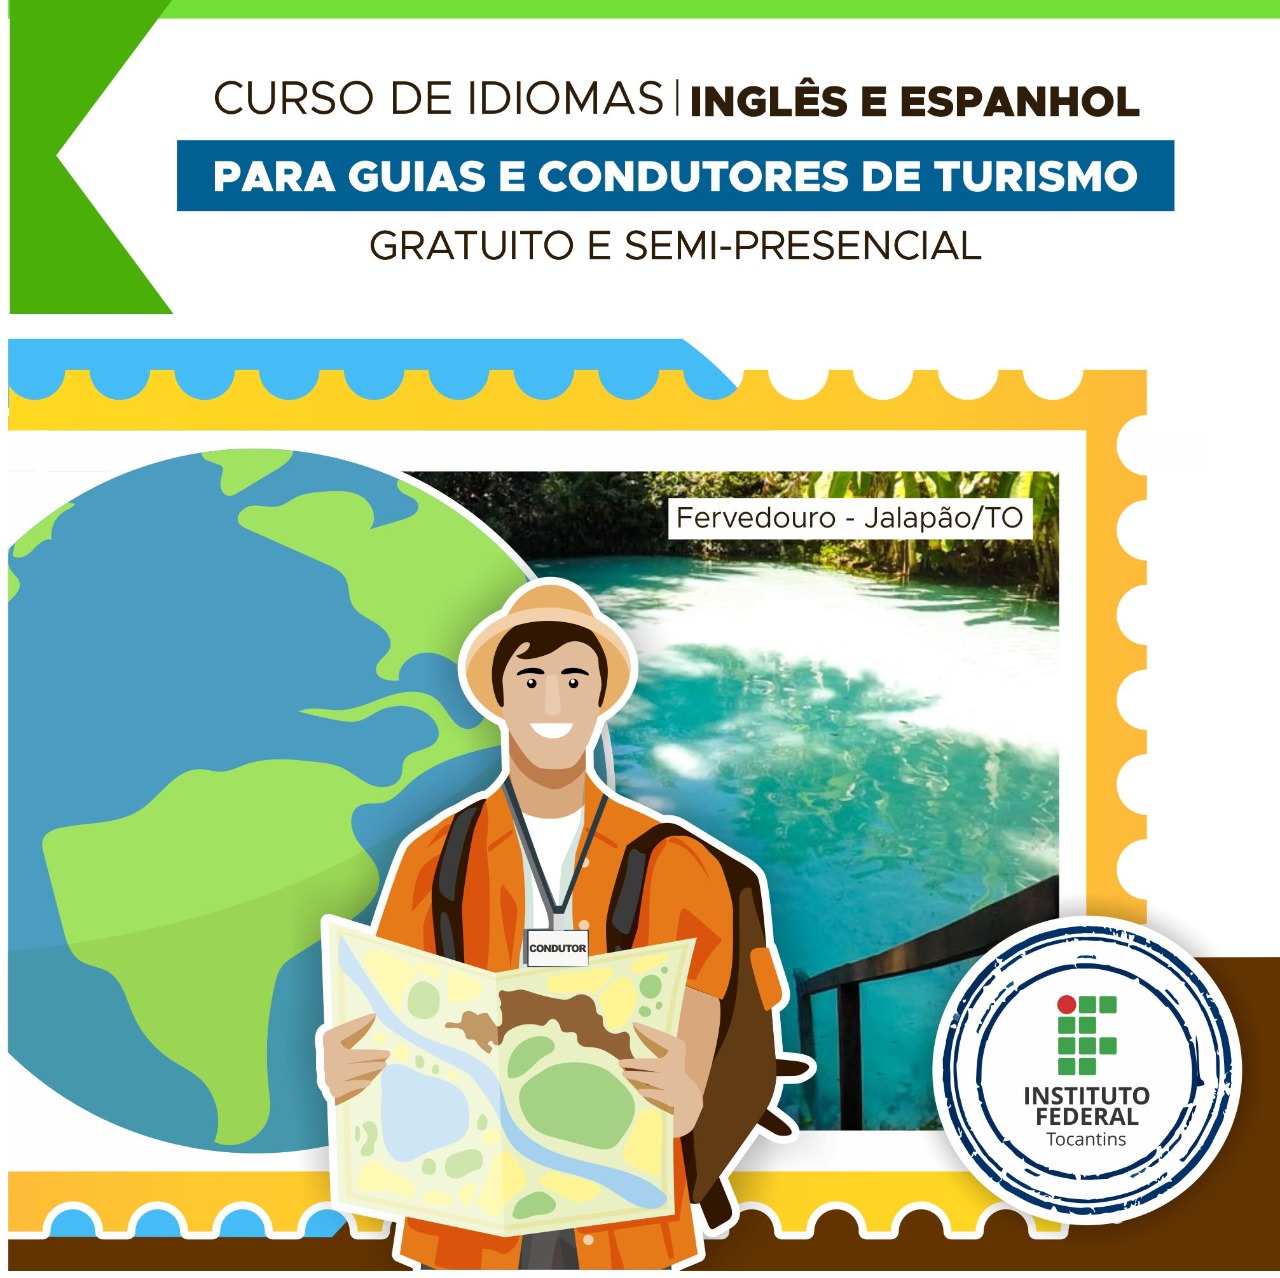 CURSO DE IDIOMAS | INGLÊS E ESPANHOL
PARA GUIAS E CONDUTORES DE TURISMO
GRATUITO E SEMI-PRESENCIAL
Fervedouro - Jalapão/TO
CONDUTOR
INSTITUTO
FEDERAL
Tocantins